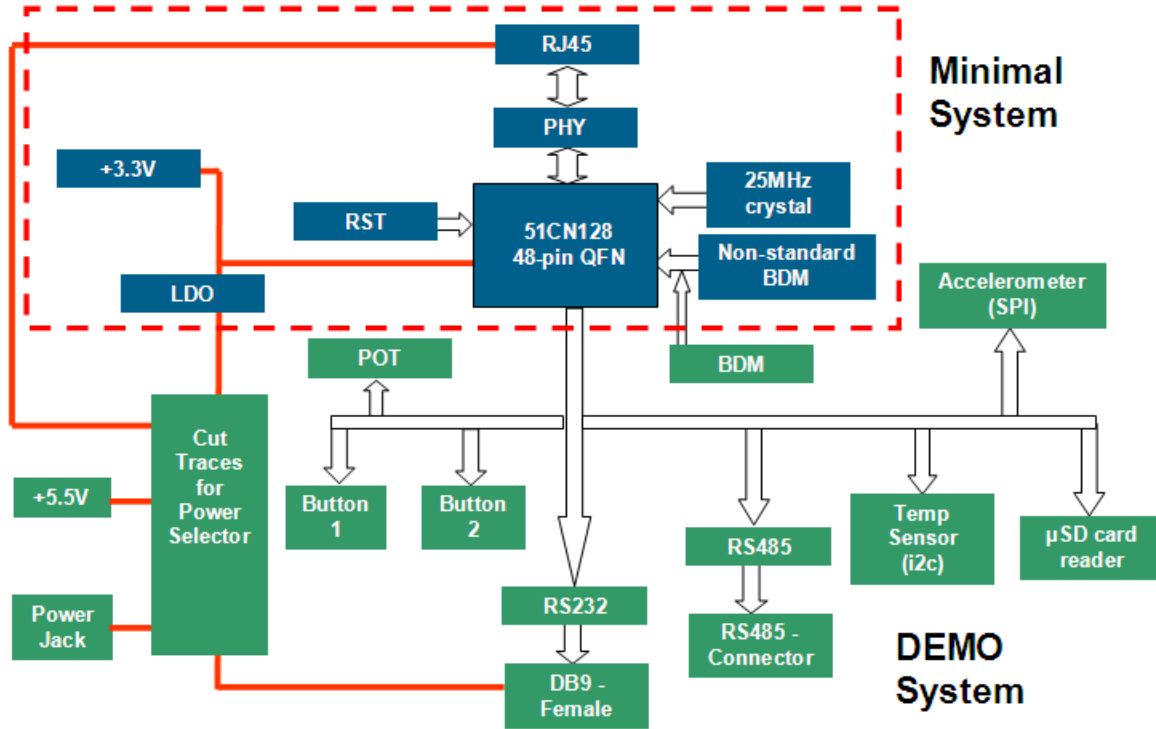 RJ45
Minimal
System
PHY
+3.3V
25MHz
crystal
RST
51CN128
48-pin QFN
Non-standard
BDM
LDO
Accelerometer
(SPI)
POT
BDM
Cut
Traces
for
Power
Selector
+5.5V
Button
1
Button
2
RS485
Temp
Sensor
(i2c)
µSD card
reader
Power
Jack
RS232
RS485 -
Connector
DB9 -
Female
DEMO
System